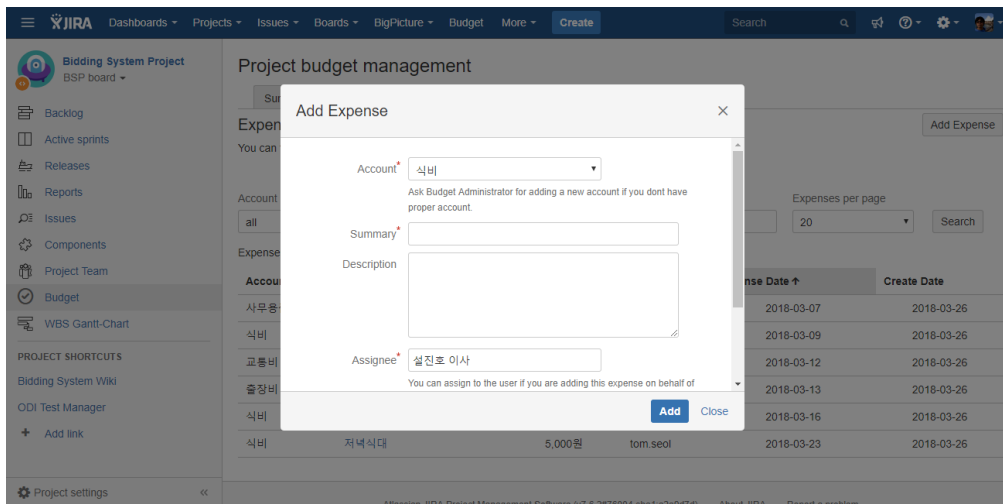 JIRA Dashboards Projects Issues Boards BigPicture Budget More Create Search
Bidding System Project
BSP board
Backlog
Active sprints
Releases
Reports
Issues
Components
Project Team
Budget
WBS Gantt-Chart
PROJECT SHORTCUTS
Bidding System Wiki
ODI Test Manager
+ Add link
Project settings
Project budget management
Add Expense
You can
Account
all
Expenses per page
20
Search
Create Date
2018-03-07 2018-03-26
식비 2018-03-09 2018-03-26
교통비 2018-03-12 2018-03-26
출장비 2018-03-13 2018-03-26
식비 2018-03-16 2018-03-26
식비 저녁식대 5,000원 tom.seol 2018-03-23 2018-03-26
Add Expense
Account*
식비
Ask Budget Administrator for adding a new account if you dont have
proper account.
Summary*
Description
Assignee*
설진호 이사
You can assign to the user if you are adding this expense on behalf of
Add Close
About JIRA Report a problem